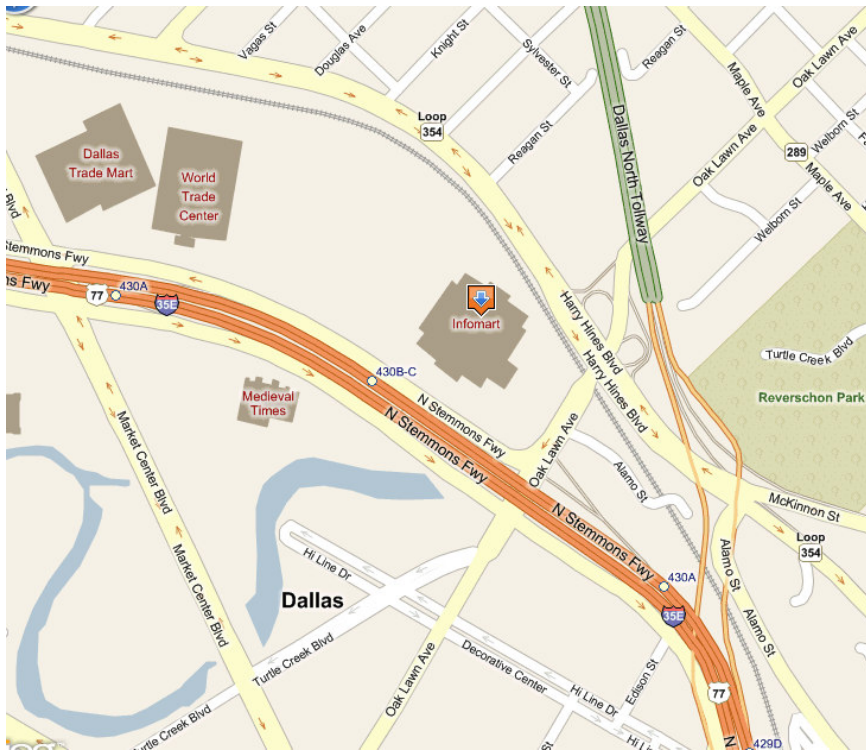 Vagas St
Douglas Ave
Knight St
Sylvester St
Reagan St
Maple Ave
Oak Lawn Ave
Loop
354
Reagan St
Dallas North Tollway
Oak Lawn Ave
289
Welborn St
Maple Ave
Dallas
Trade Mart
World
Trade
Center
Blvd
Welborn St
Stemmons Fwy
ns Fwy
77
430A
35E
Infomart
Harry Hines Blvd
Harry Hines Blvd
Turtle Creek Blvd
Reverschon Park
430B-C
Medieval
Times
N Stemmons Fwy
N Stemmons Fwy
Oak Lawn Ave
Market Center Blvd
Alamo St
McKinnon St
N Stemmons Fwy
Loop
354
Market Center Blvd
Hi Line Dr
Alamo St
430A
Dallas
35E
Alamo St
Turtle Creek Blvd
Oak Lawn Ave
Decorative Center
Edison St
Hi Line Dr
77
Turtle Creek Blvd
N
429D